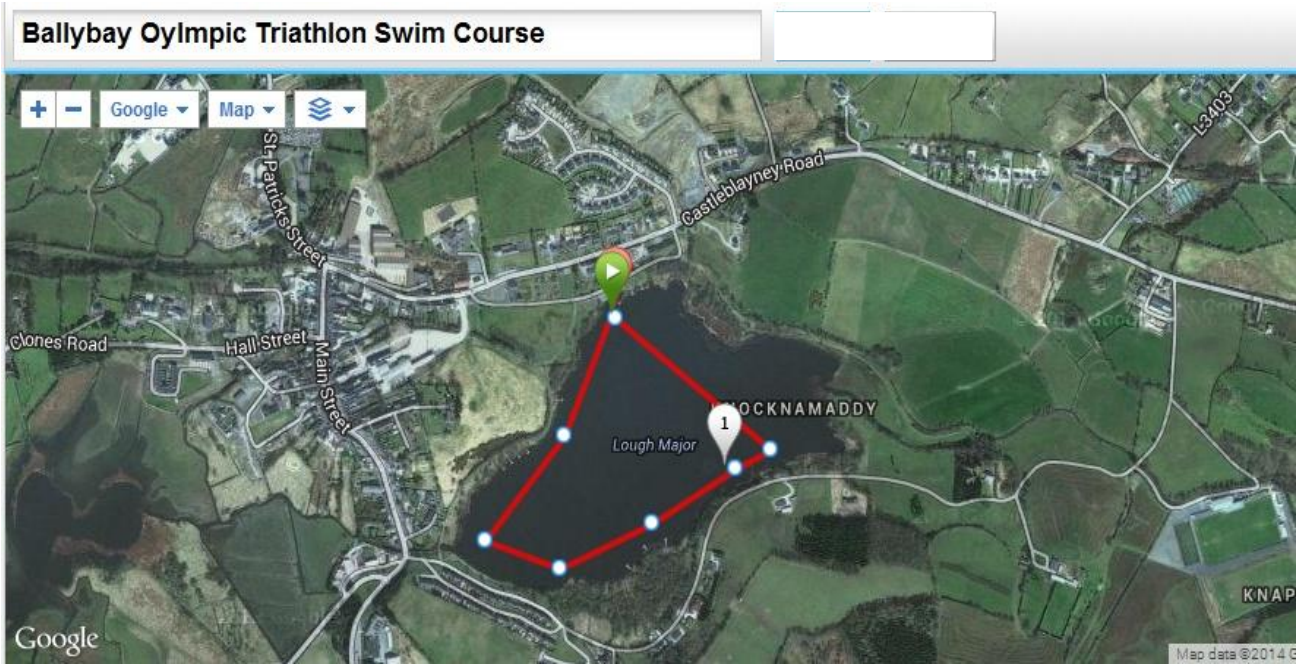 Ballybay Oylmpic Triathlon Swim Course
+ −
Google
Map
L3403
St. Patricks Street
Castleblayney Road
Clones Road
Hall Street
Main Street
KNOCKNAMADDY
1
Lough Major
KNAP
Google
Map data ©2014 G